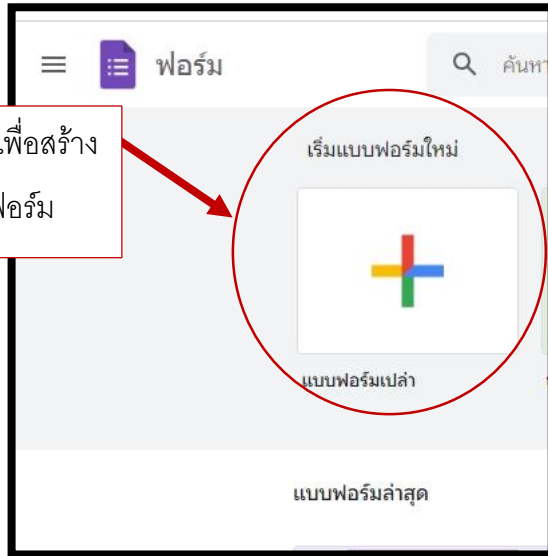 ฟอร์ม
ค้นหา
เพื่อสร้าง
ฟอร์ม
เริ่มแบบฟอร์มใหม่
แบบฟอร์มเปล่า
แบบฟอร์มล่าสุด